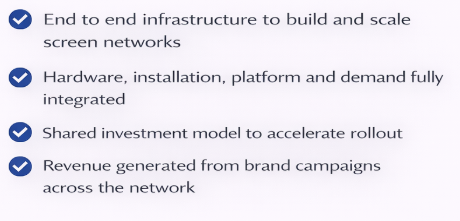 End to end infrastructure to build and scale
screen networks
Hardware, installation, platform and demand fully
integrated
Shared investment model to accelerate rollout
Revenue generated from brand campaigns
across the network